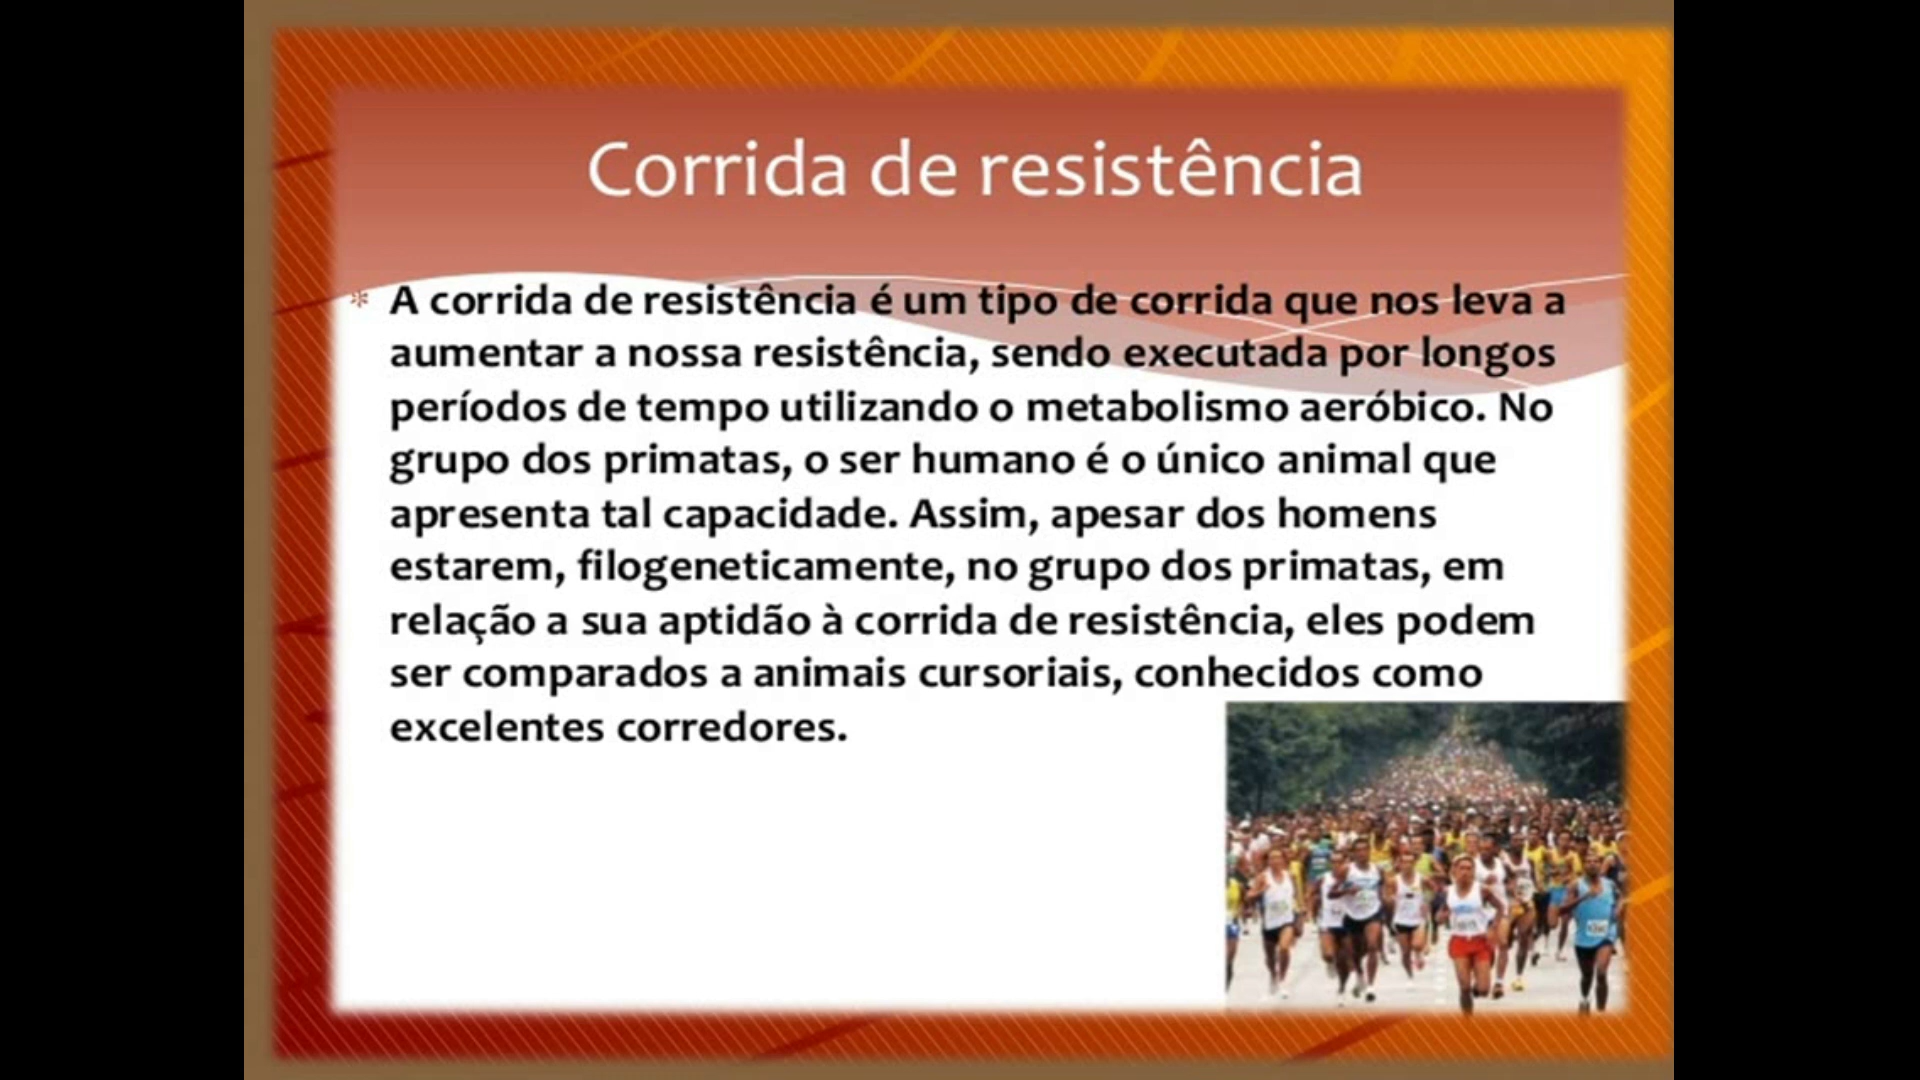 Corrida de resistência
* A corrida de resistência é um tipo de corrida que nos leva a
aumentar a nossa resistência, sendo executada por longos
períodos de tempo utilizando o metabolismo aeróbico. No
grupo dos primatas, o ser humano é o único animal que
apresenta tal capacidade. Assim, apesar dos homens
estarem, filogeneticamente, no grupo dos primatas, em
relação a sua aptidão à corrida de resistência, eles podem
ser comparados a animais cursoriais, conhecidos como
excelentes corredores.